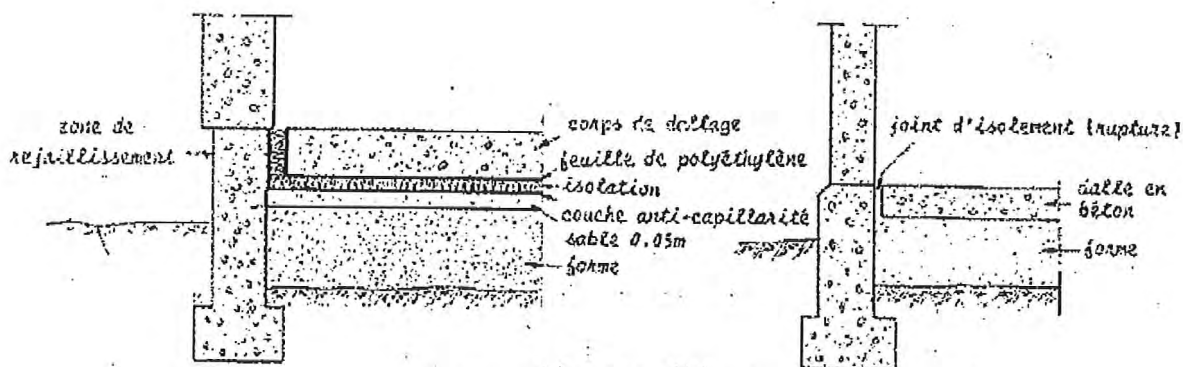 zone de
rejaillissement
corps de dallage
feuille de polyéthylène
isolation
couche anti-capillarité
sable 0.05m
forme
joint d'isolement (rupture)
dalle en
béton
forme